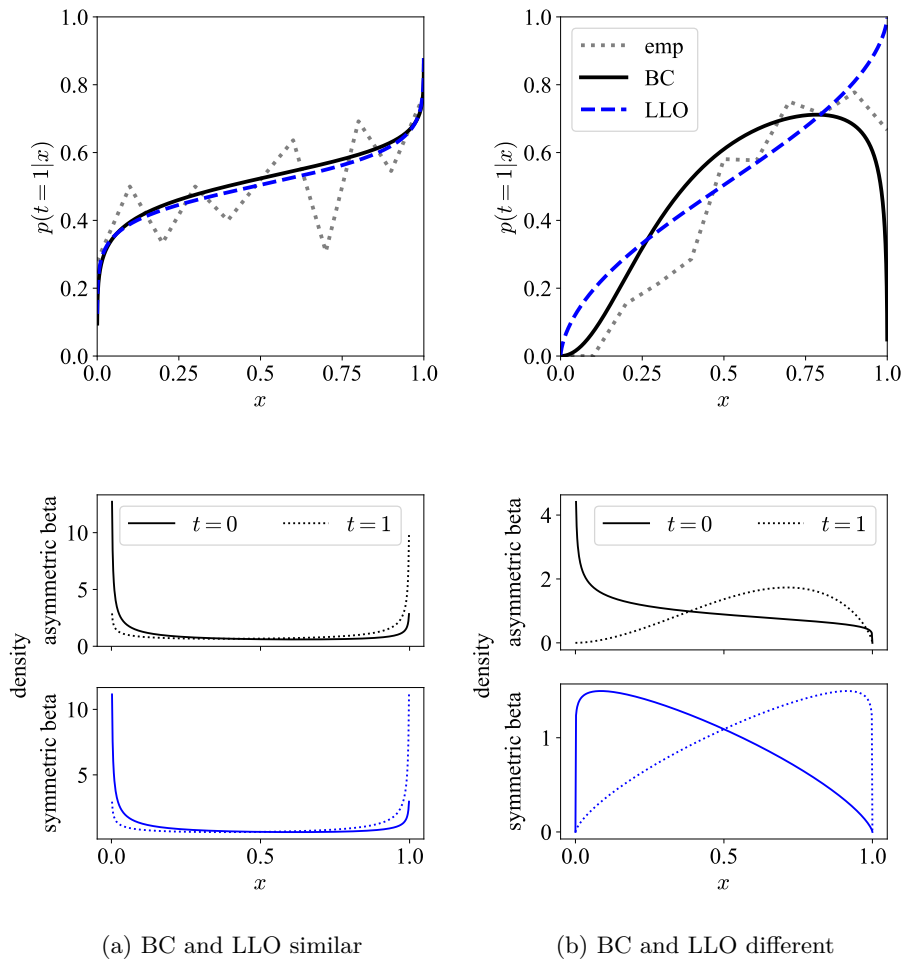 1.0
0.8
0.6
0.4
0.2
0.0
p(t = 1|x)
0.0
0.25
0.5
0.75
1.0
x
1.0
0.8
0.6
0.4
0.2
0.0
p(t = 1|x)
emp
BC
LLO
0.0
0.25
0.5
0.75
1.0
x
density
asymmetric beta
10
5
0
t = 0
t = 1
symmetric beta
10
5
0.0
0.5
1.0
x
density
asymmetric beta
4
2
0
t = 0
t = 1
symmetric beta
1
0
0.0
0.5
1.0
x
(a) BC and LLO similar
(b) BC and LLO different